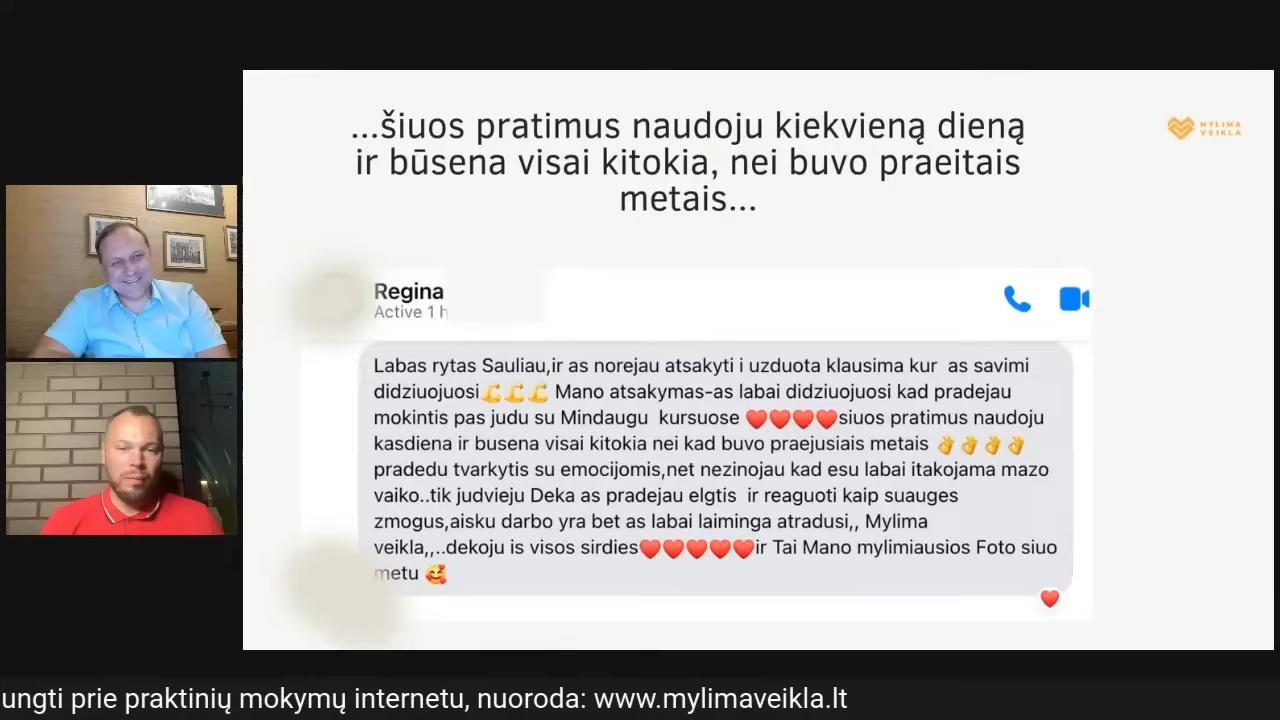 ...šiuos pratimus naudoju kiekvieną dieną
ir būsena visai kitokia, nei buvo praeitais
metais...
MYLIMA
VEIKLA
Regina
Active 1 h
Labas rytas Sauliau,ir as norejau atsakyti i uzduota klausima kur as savimi
didziuojuosi💪💪💪 Mano atsakymas-as labai didziuojuosi kad pradejau
mokintis pas judu su Mindaugu kursuose ❤️❤️❤️❤️siuos pratimus naudoju
kasdiena ir busena visai kitokia nei kad buvo praejusiais metais 👌👌👌👌
pradedu tvarkytis su emocijomis,net nezinojau kad esu labai itakojama mazo
vaiko..tik judvieju Deka as pradejau elgtis ir reaguoti kaip suauges
zmogus,aisku darbo yra bet as labai laiminga atradusi,, Mylima
veikla,,..dekoju is visos sirdies❤️❤️❤️❤️❤️ir Tai Mano mylimiausios Foto siuo
metu 🥰
ungti prie praktinių mokymų internetu, nuoroda: www.mylimaveikla.lt